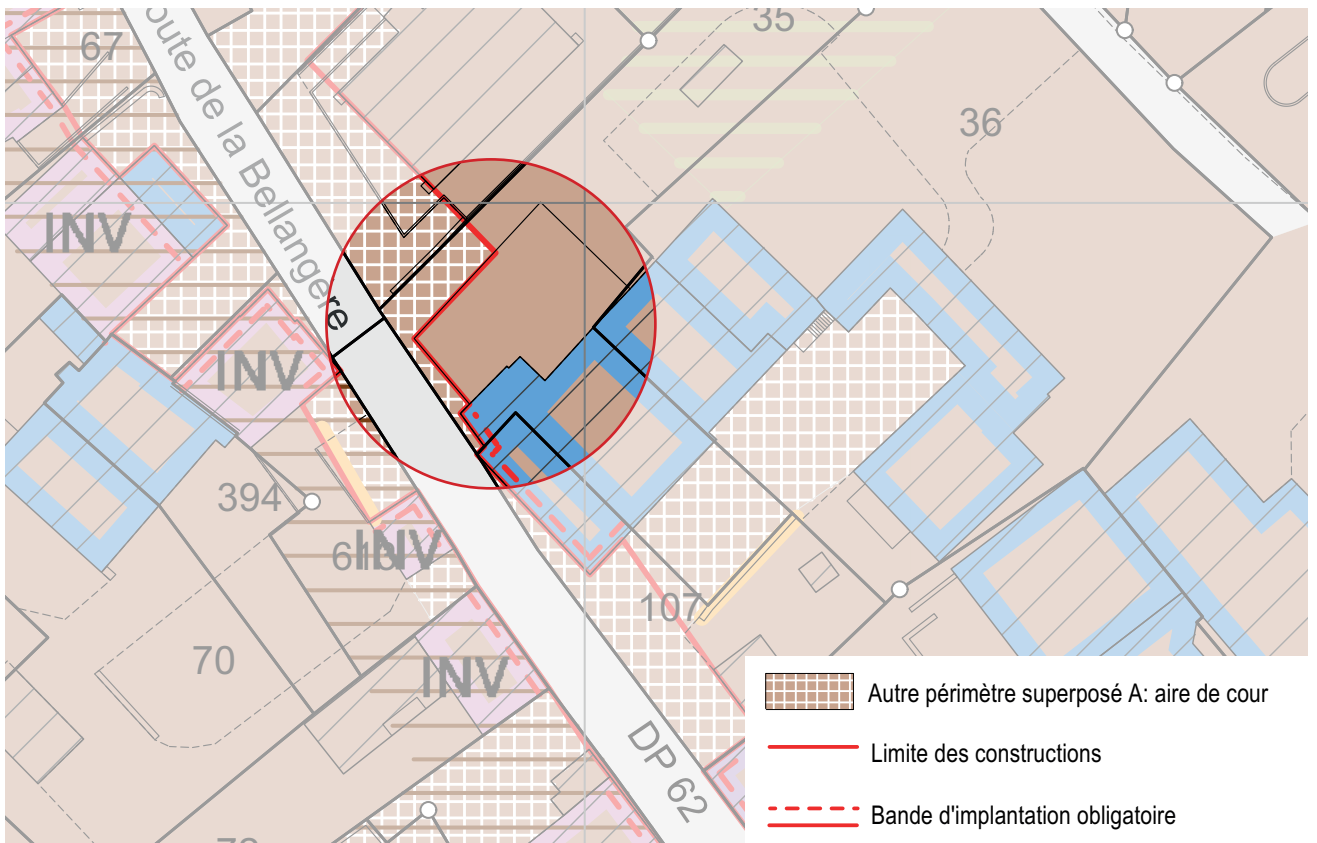 35
67
oute de la Bellangère
36
INV
INV
394
INV
107
70
INV
DP 62
Autre périmètre superposé A: aire de cour
Limite des constructions
Bande d'implantation obligatoire